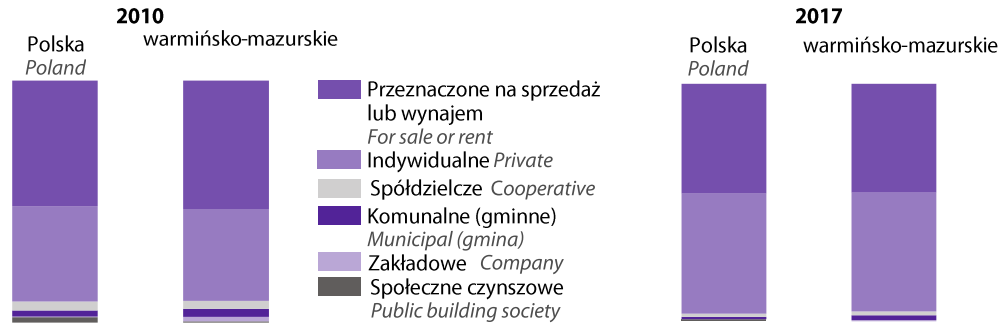 2010
Polska
Poland
warmińsko-mazurskie
Przeznaczone na sprzedaż
lub wynajem
For sale or rent
Indywidualne Private
Spółdzielcze Cooperative
Komunalne (gminne)
Municipal (gmina)
Zakładowe Company
Społeczne czynszowe
Public building society
2017
Polska
Poland
warmińsko-mazurskie